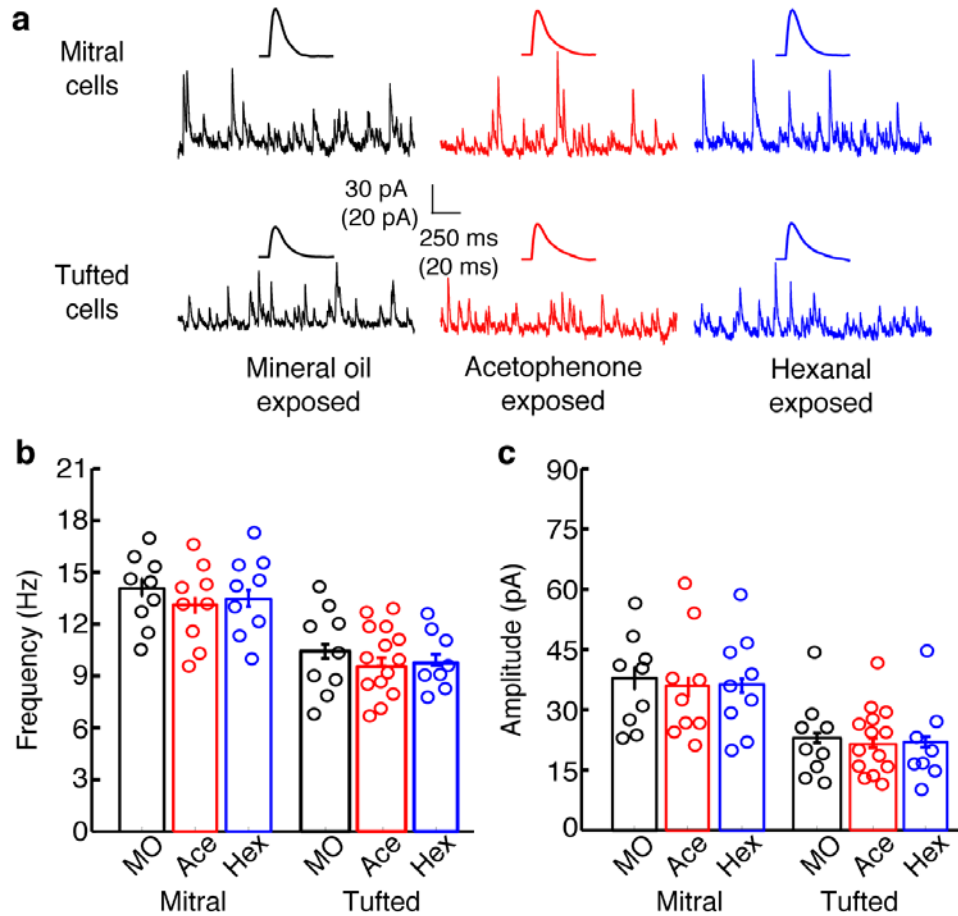 a
Mitral
cells
30 pA
(20 pA)
250 ms
(20 ms)
Tufted
cells
Mineral oil
exposed
Acetophenone
exposed
Hexanal
exposed
b
21
18
15
12
9
6
3
0
Frequency (Hz)
MO
Ace
Hex
MO
Ace
Hex
Mitral
Tufted
c
90
75
60
45
30
15
0
Amplitude (pA)
MO
Ace
Hex
MO
Ace
Hex
Mitral
Tufted